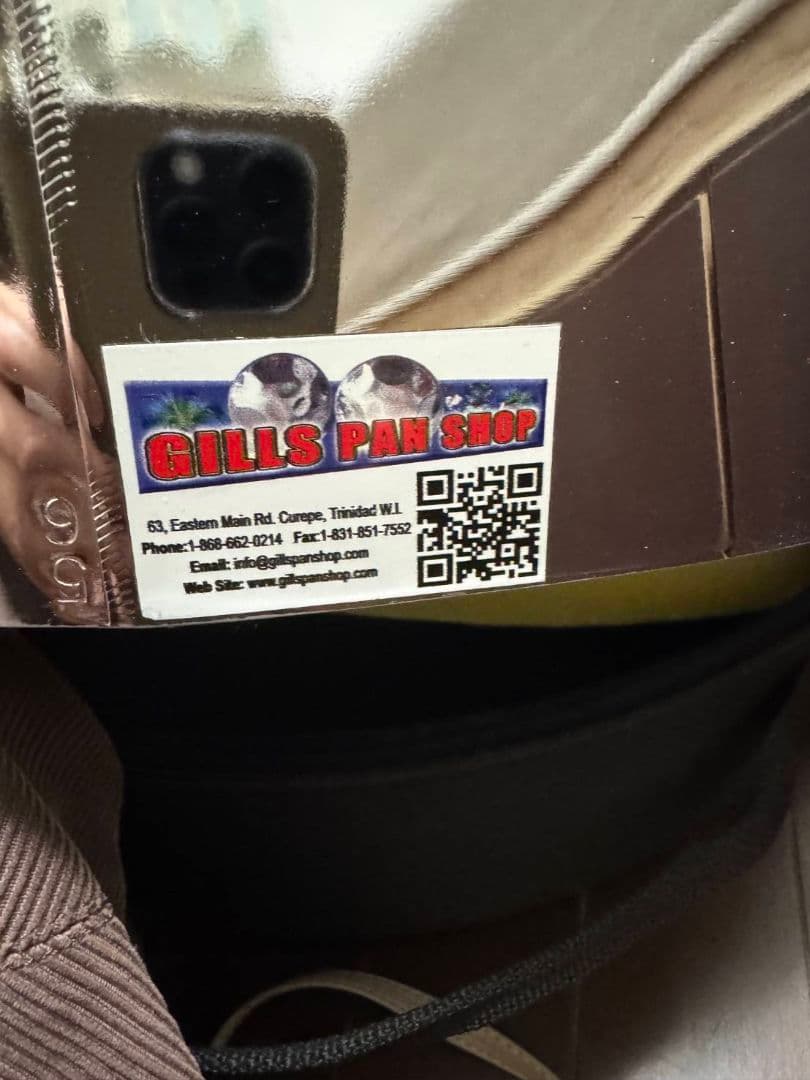 GILLS PAN SHOP
63, Eastern Main Rd. Curepe, Trinidad W.I.
Phone:1-868-662-0214 Fax:1-831-851-7552
Email: info@gillspanshop.com
Web Site: www.gillspanshop.com